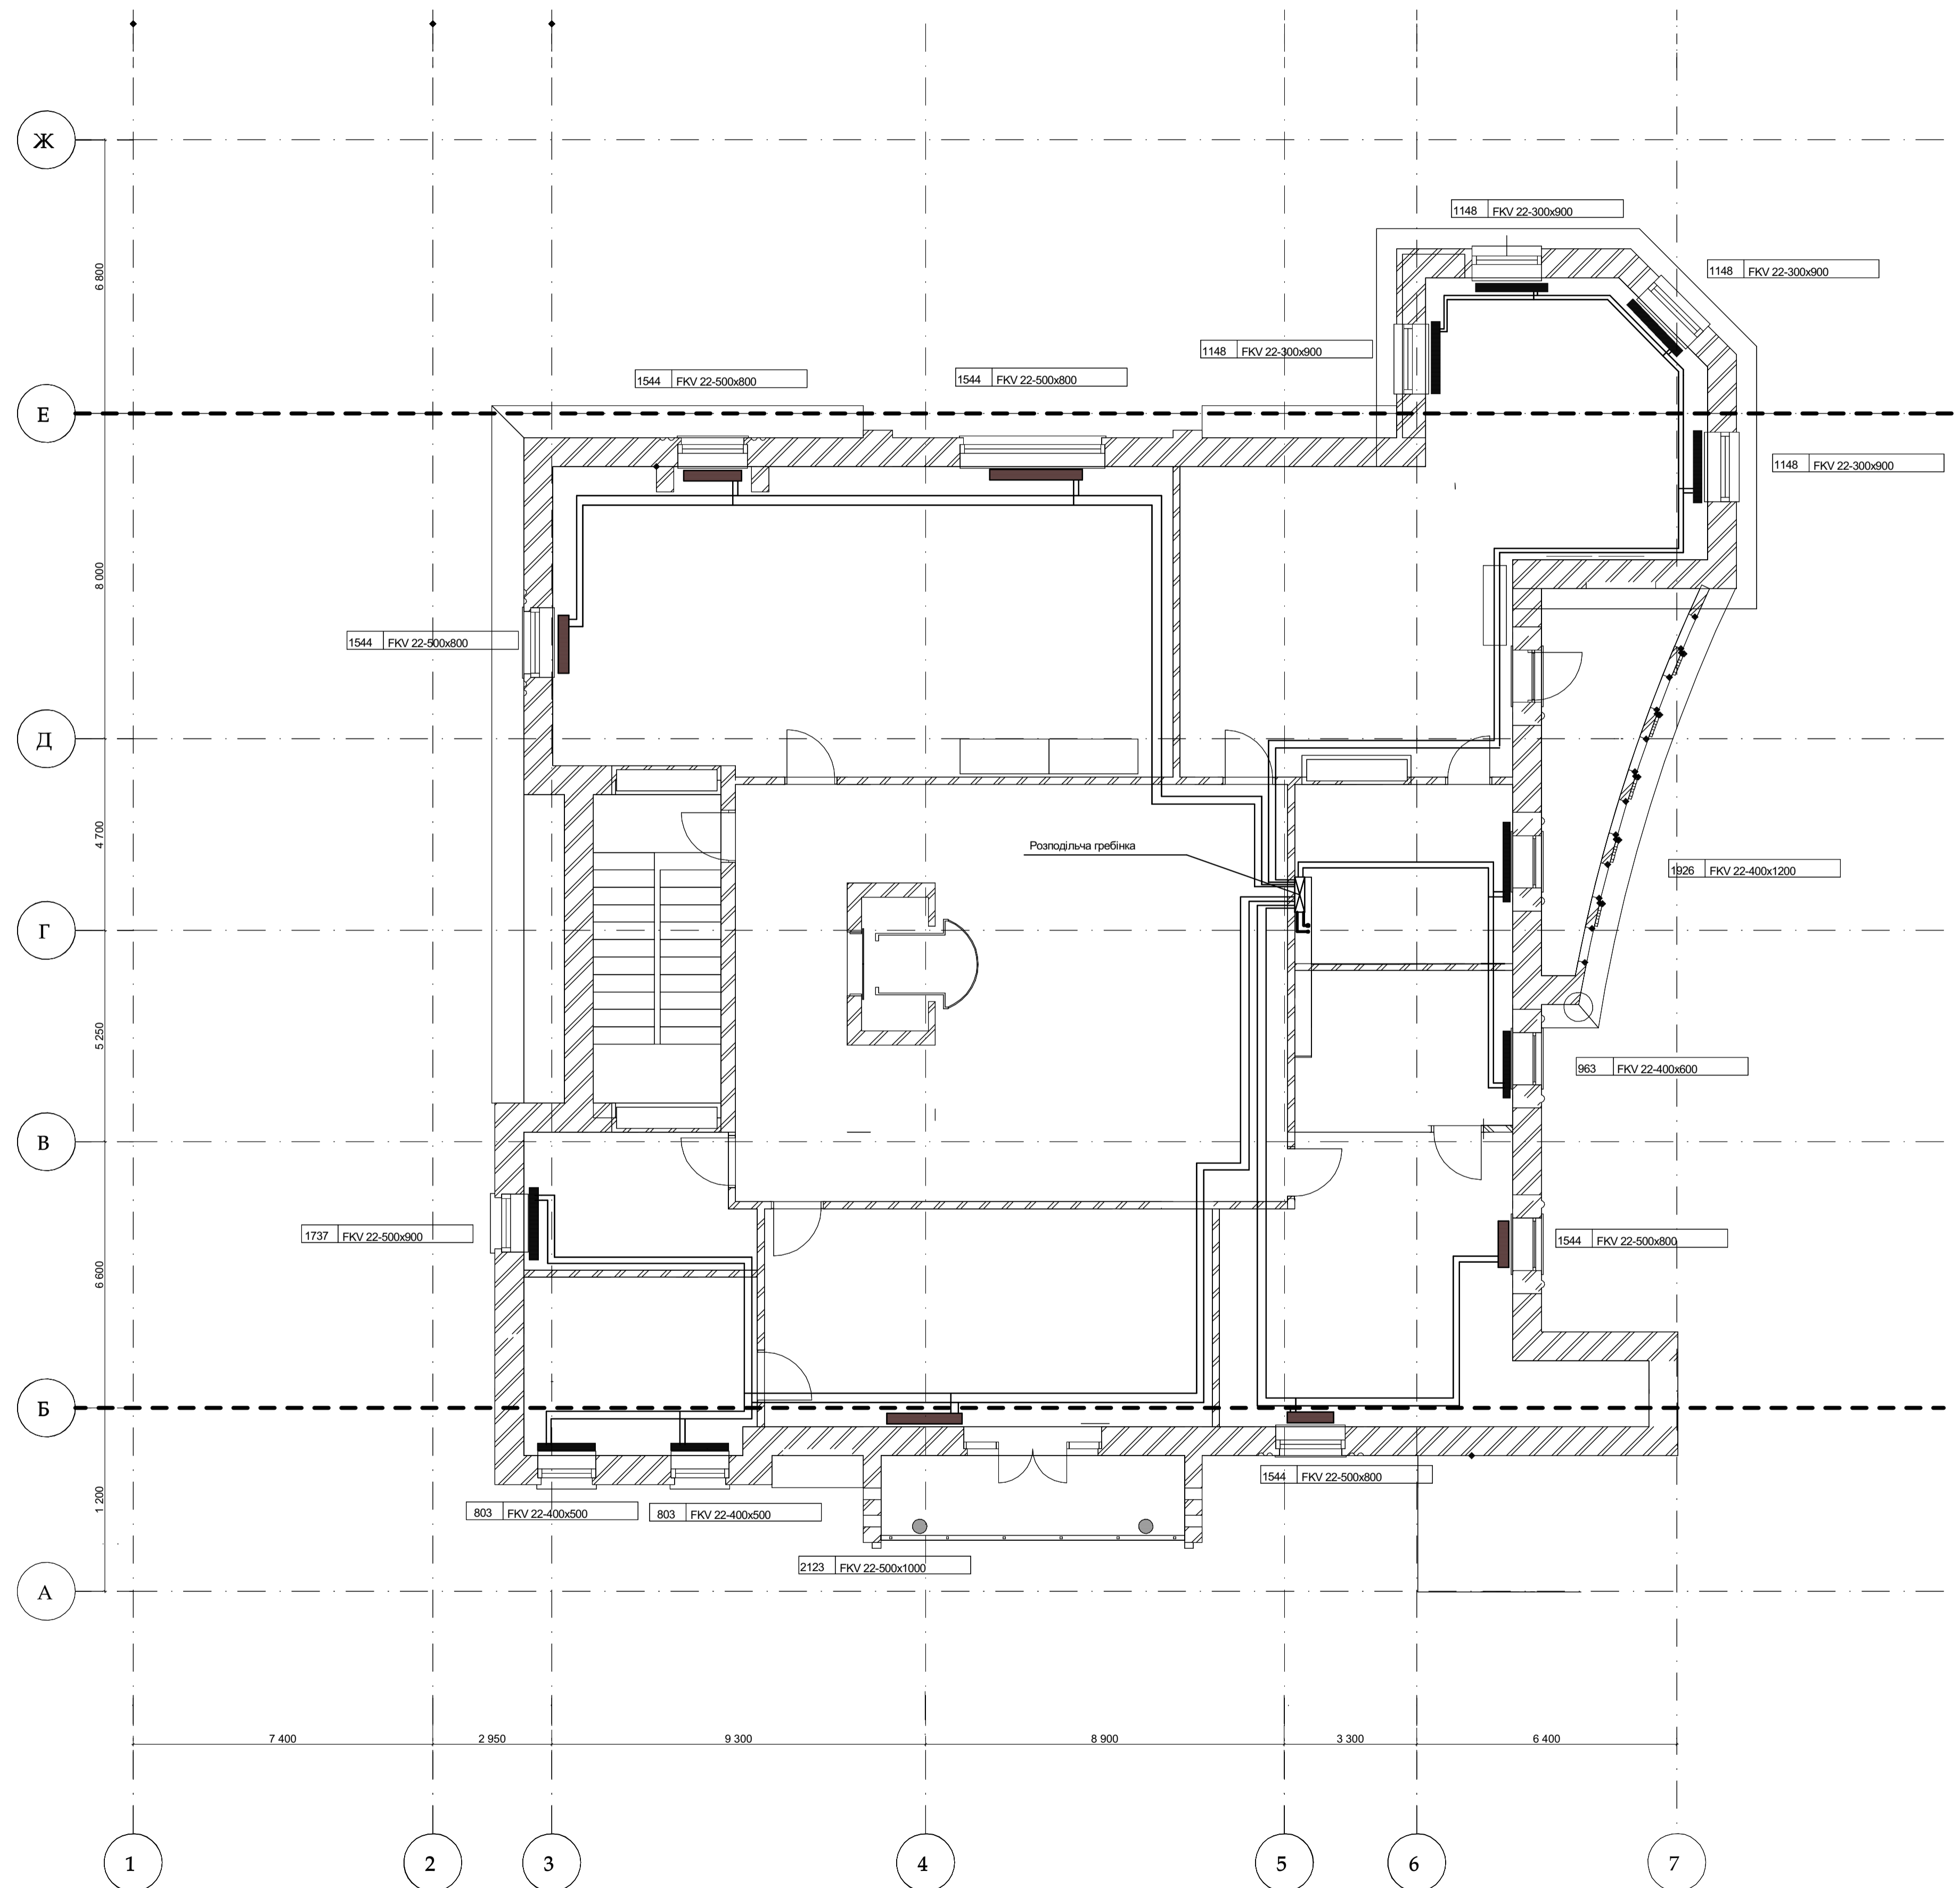 Ж
6 800
1148 FKV 22-300x900
1148 FKV 22-300x900
1148 FKV 22-300x900
1544 FKV 22-500x800
1544 FKV 22-500x800
Е
1148 FKV 22-300x900
8 000
1544 FKV 22-500x800
Д
4 700
Розподільча гребінка
1926 FKV 22-400x1200
Г
5 250
963 FKV 22-400x600
В
1737 FKV 22-500x900
1544 FKV 22-500x800
6 600
Б
1544 FKV 22-500x800
1 200
803 FKV 22-400x500
803 FKV 22-400x500
2123 FKV 22-500x1000
А
7 400
2 950
9 300
8 900
3 300
6 400
1
2
3
4
5
6
7